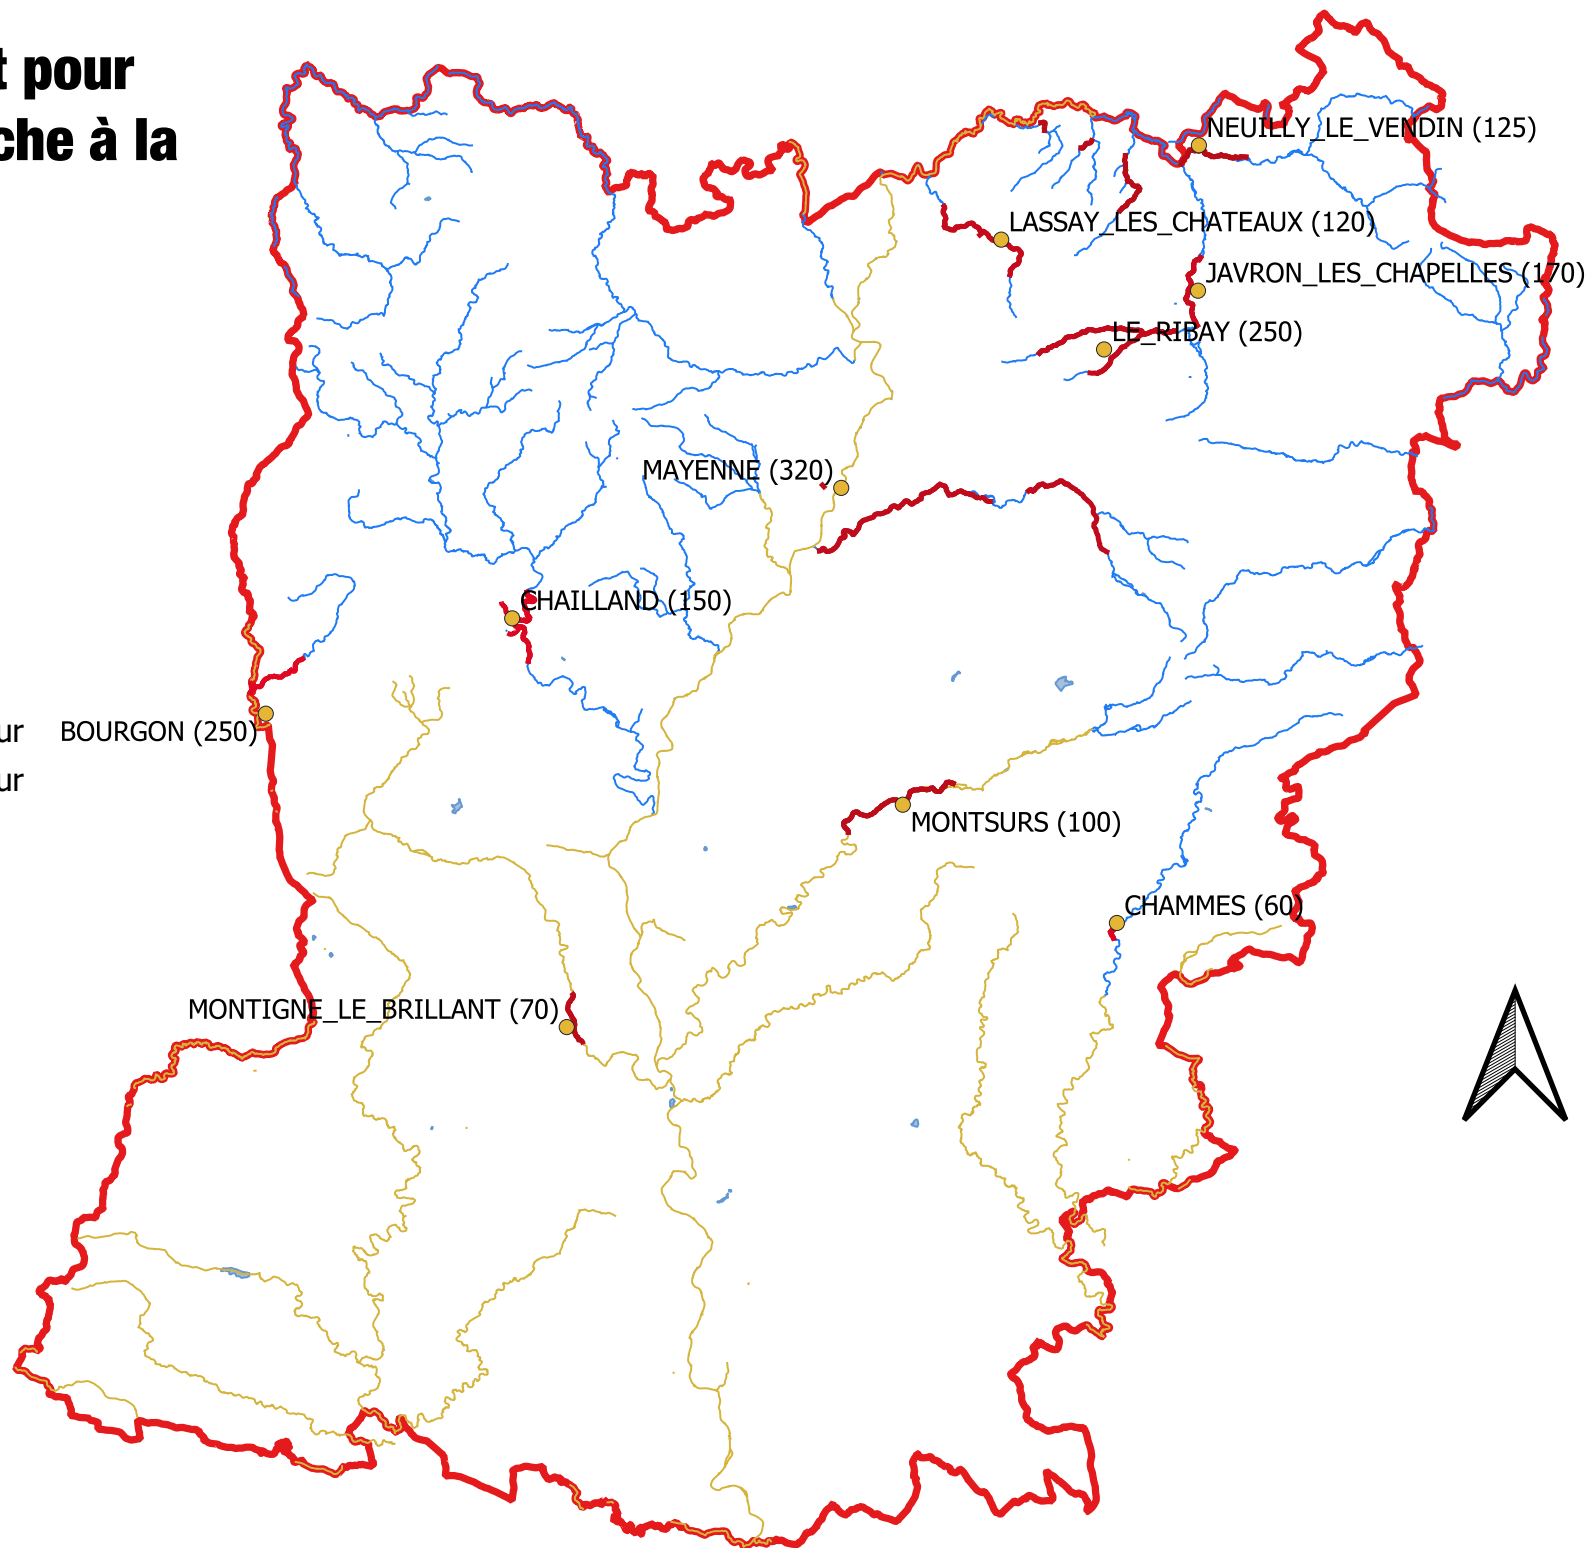 t pour
che à la
NEUILLY_LE_VENDIN (125)
LASSAY_LES_CHATEAUX (120)
JAVRON_LES_CHAPELLES (170)
LE_RIBAY (250)
MAYENNE (320)
CHAILLAND (150)
ur
BOURGON (250)
ur
MONTSURS (100)
CHAMMES (60)
MONTIGNE_LE_BRILLANT (70)